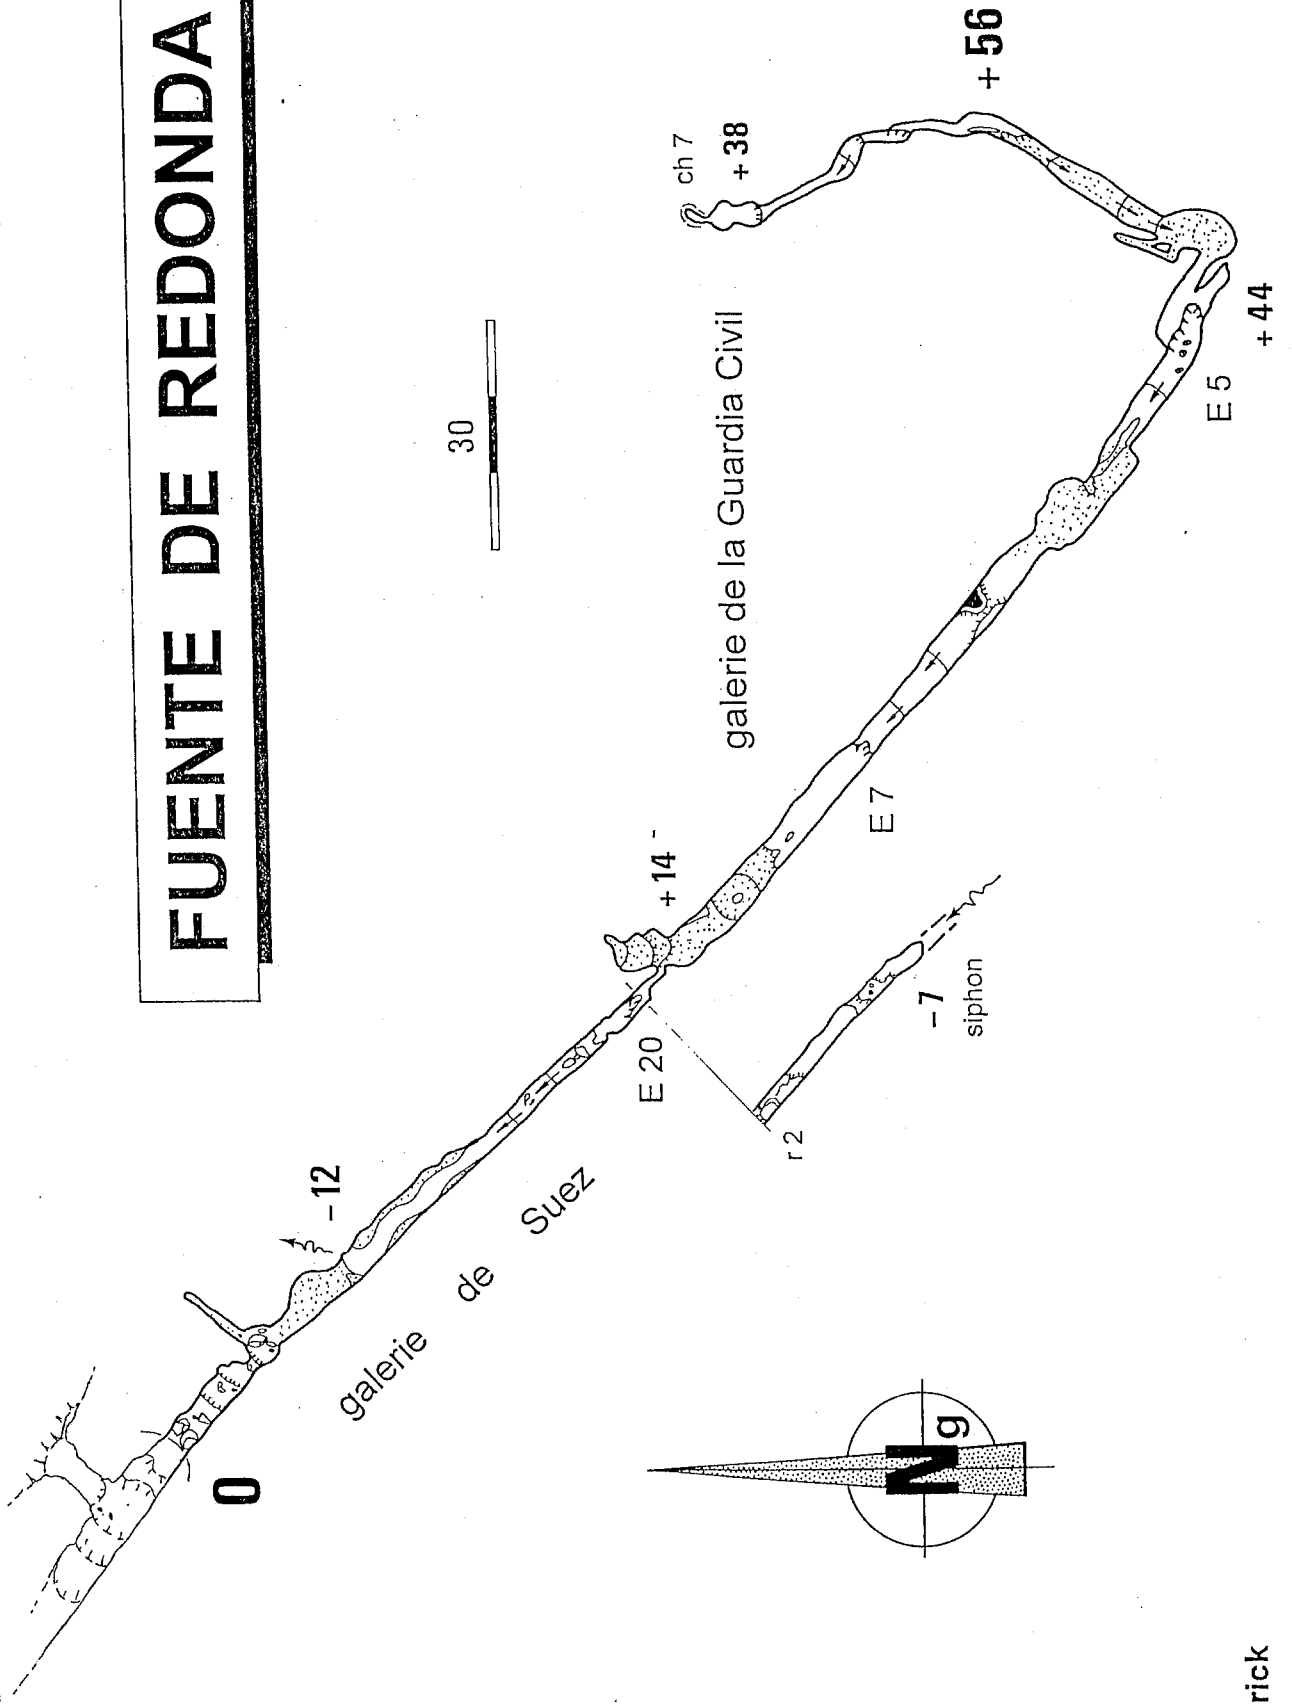 FUENTE DE REDONDA
30
ch 7
+38
+56
galerie de la Guardia Civil
+44
E 5
E 7
+14
E 20
r 2
-7
siphon
-12
galerie de Suez
0
N
g
rick